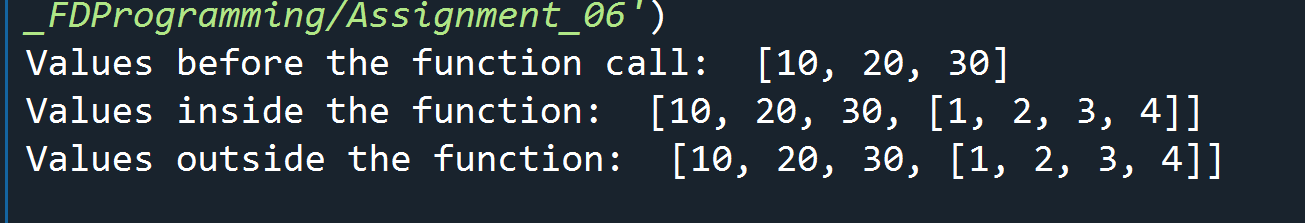 _FDProgramming/Assignment_06')
Values before the function call:  [10, 20, 30]
Values inside the function:  [10, 20, 30, [1, 2, 3, 4]]
Values outside the function:  [10, 20, 30, [1, 2, 3, 4]]